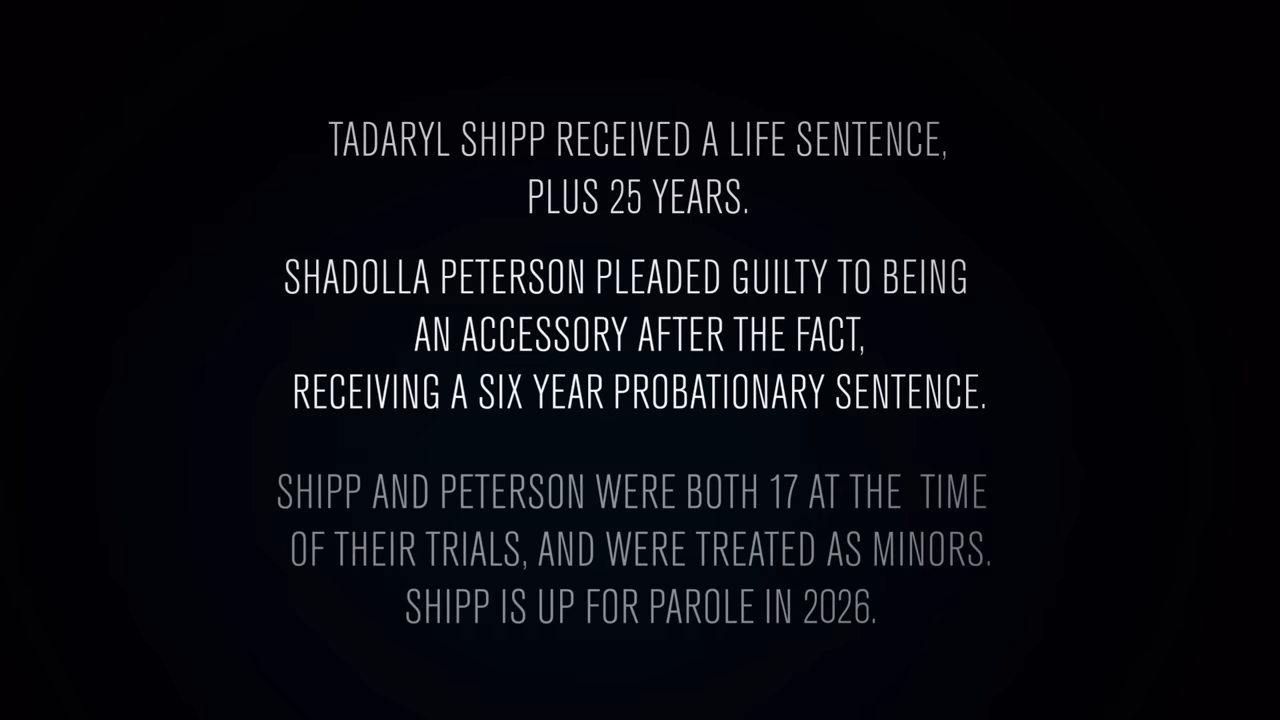 TADARYL SHIPP RECEIVED A LIFE SENTENCE,
PLUS 25 YEARS.
SHADOLLA PETERSON PLEADED GUILTY TO BEING
AN ACCESSORY AFTER THE FACT,
RECEIVING A SIX YEAR PROBATIONARY SENTENCE.
SHIPP AND PETERSON WERE BOTH 17 AT THE TIME
OF THEIR TRIALS, AND WERE TREATED AS MINORS.
SHIPP IS UP FOR PAROLE IN 2026.